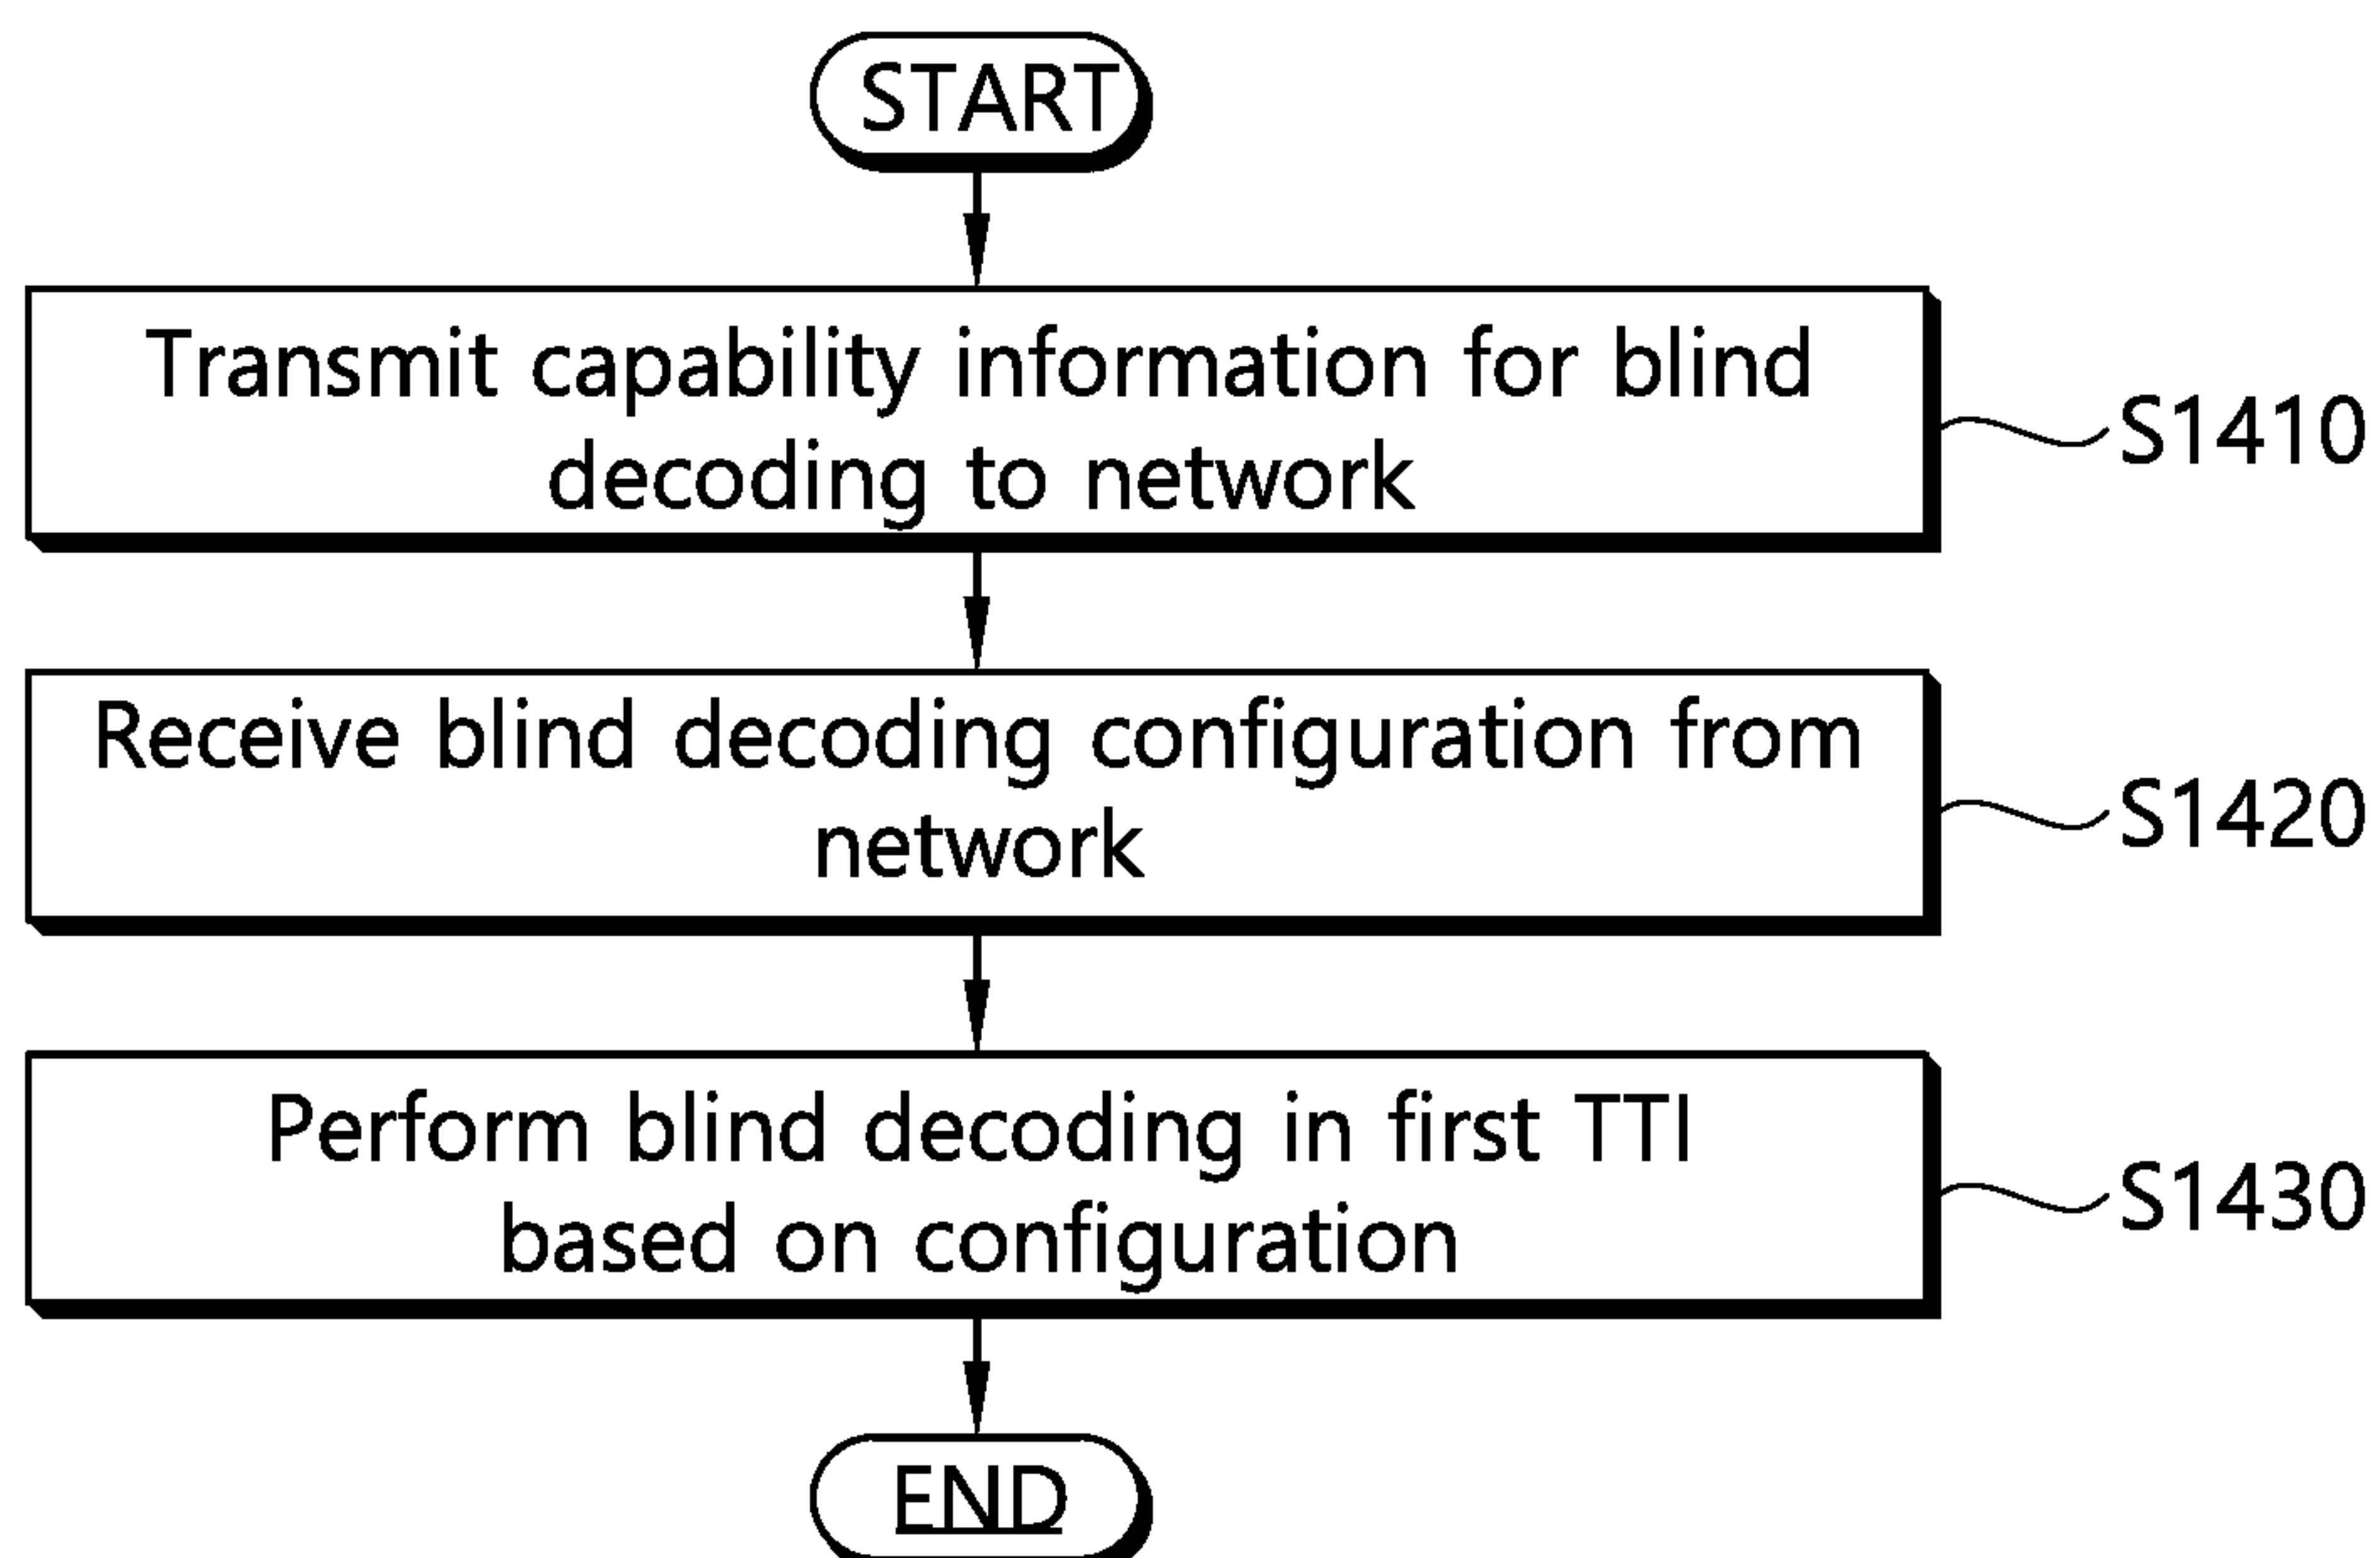 START
Transmit capability information for blind
decoding to network
S1410
Receive blind decoding configuration from
network
S1420
Perform blind decoding in first TTI
based on configuration
S1430
END